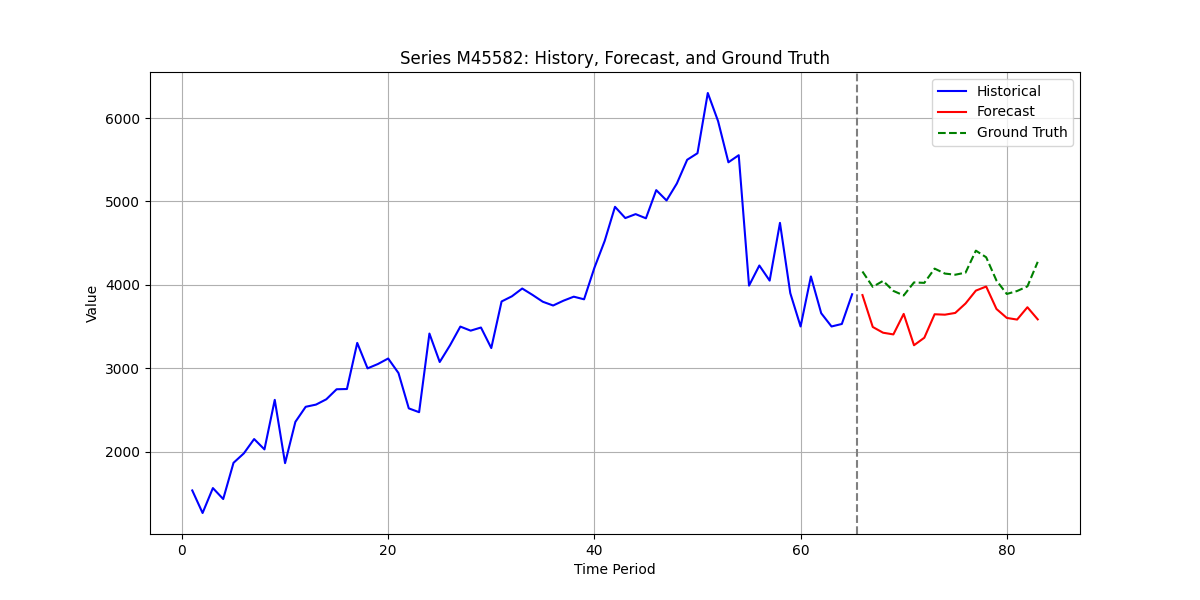 Series M45582: History, Forecast, and Ground Truth
Historical
Forecast
Ground Truth
6000
5000
4000
3000
2000
Value
0 20 40 60 80
Time Period